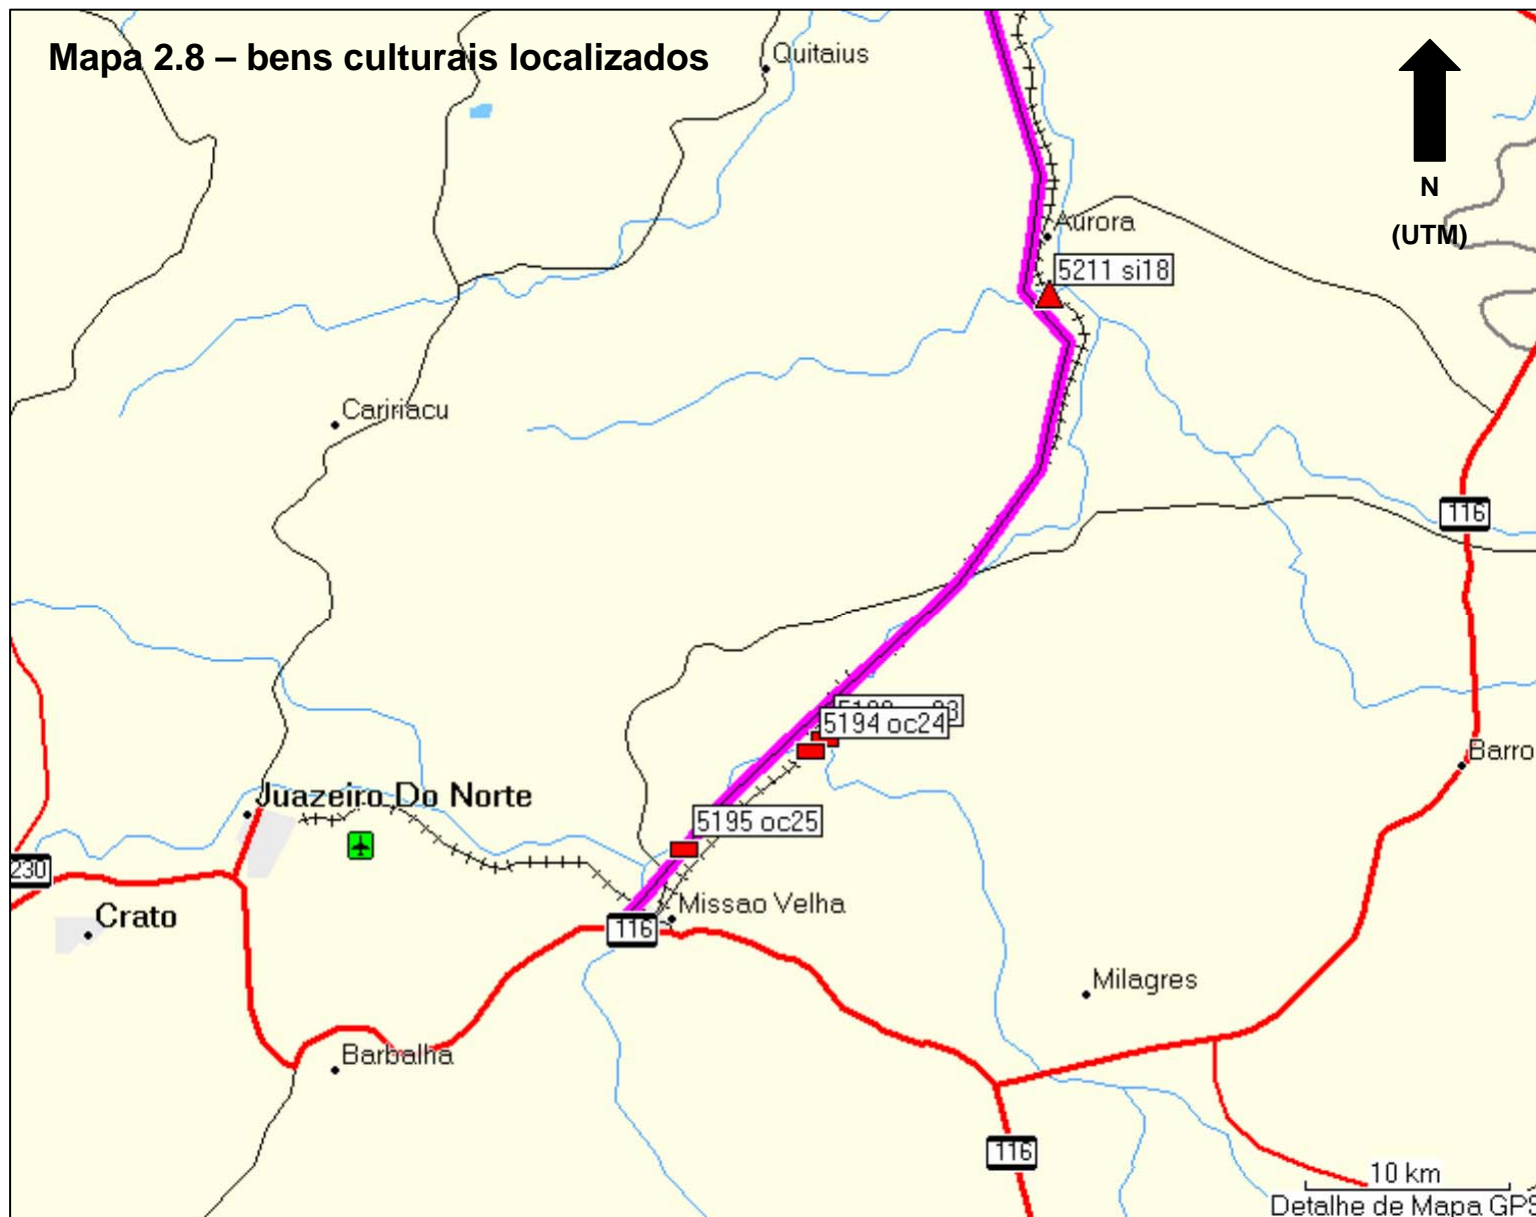 Mapa 2.8 – bens culturais localizados
Quitaius
N
(UTM)
Aurora
5211 si18
Caririacu
116
5194 oc24
Barro
Juazeiro Do Norte
5195 oc25
230
Missao Velha
Crato
116
Milagres
Barbalha
116
10 km
Detalhe de Mapa GPS